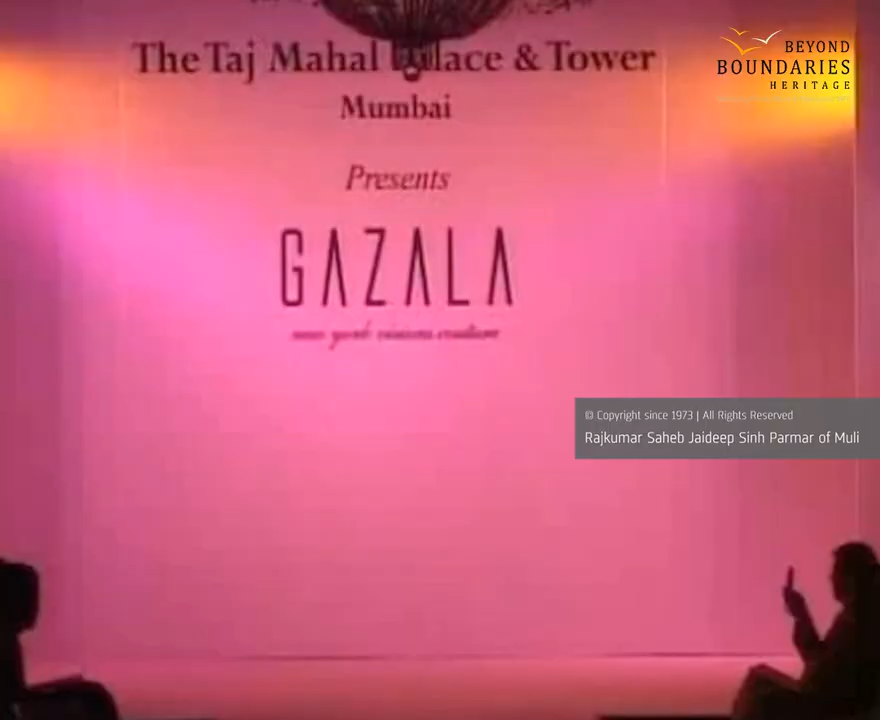 The Taj Mahal Palace & Tower
Mumbai
Presents
GAZALA
BEYOND
BOUNDARIES
HERITAGE
© Copyright since 1973 | All Rights Reserved
Rajkumar Saheb Jaideep Sinh Parmar of Muli